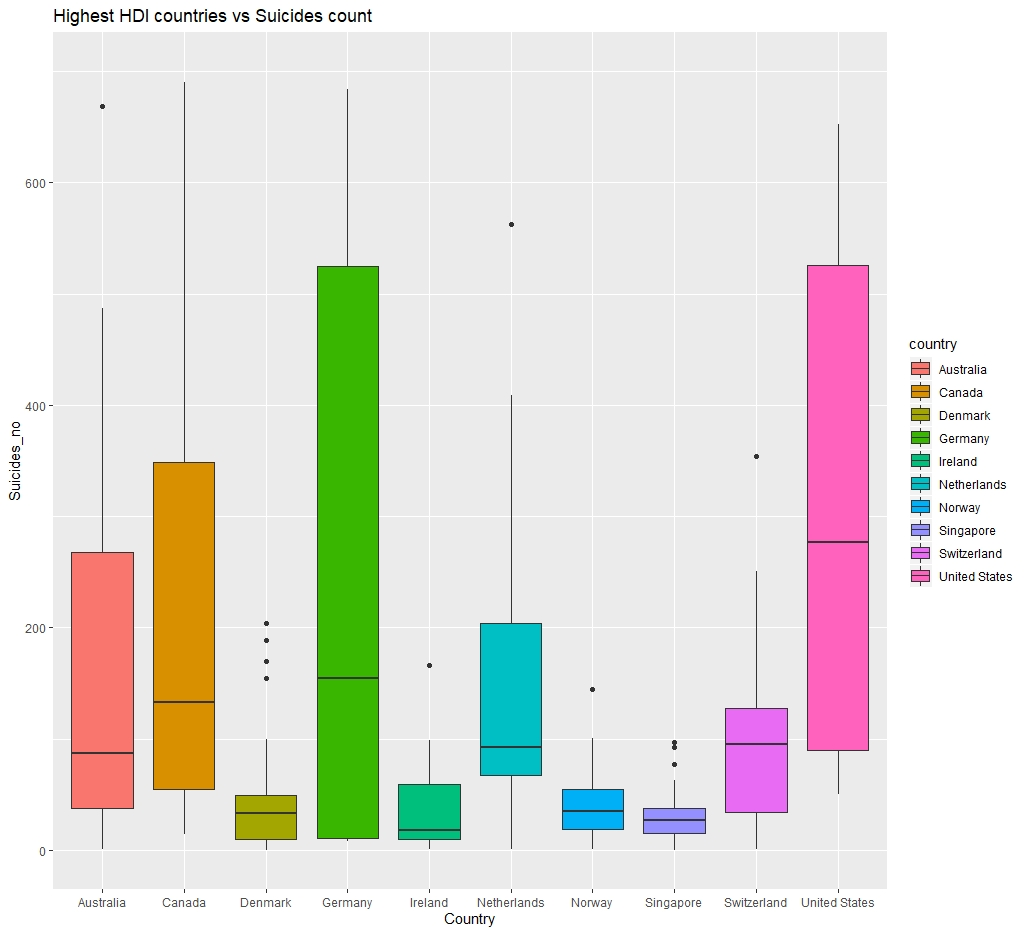 Highest HDI countries vs Suicides count
Suicides_no
600
400
200
0
Australia Canada Denmark Germany Ireland Netherlands Norway Singapore Switzerland United States
Country
country
Australia
Canada
Denmark
Germany
Ireland
Netherlands
Norway
Singapore
Switzerland
United States